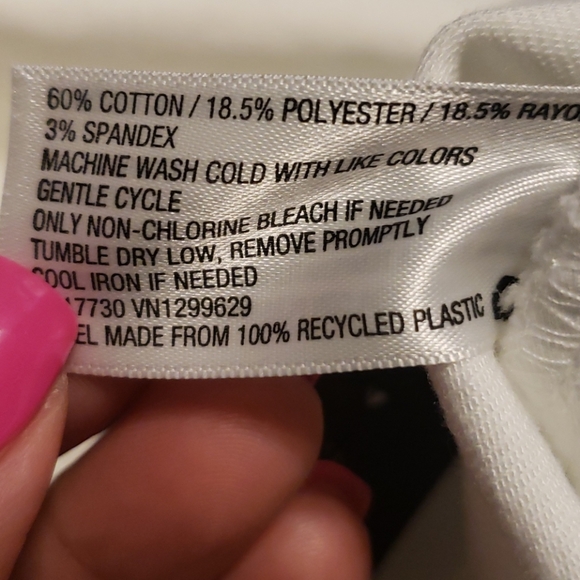 60% COTTON / 18.5% POLYESTER / 18.5% RAYO
3% SPANDEX
MACHINE WASH COLD WITH LIKE COLORS
GENTLE CYCLE
ONLY NON-CHLORINE BLEACH IF NEEDED
TUMBLE DRY LOW, REMOVE PROMPTLY
COOL IRON IF NEEDED
7730 VN1299629
EL MADE FROM 100% RECYCLED PLASTIC